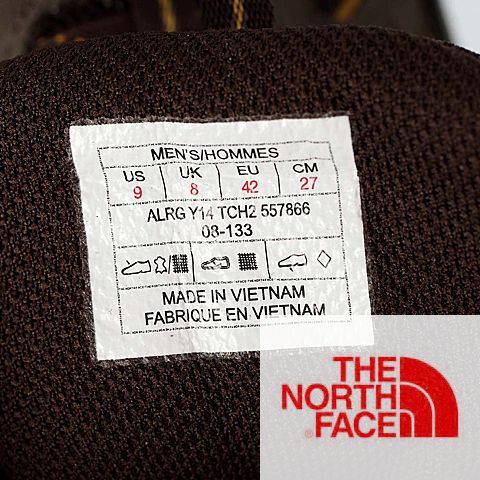 MEN'S/HOMMES
US UK EU CM
9 8 42 27
ALRG Y14 TCH2 557866
08-133
MADE IN VIETNAM
FABRIQUE EN VIETNAM
THE
NORTH
FACE®